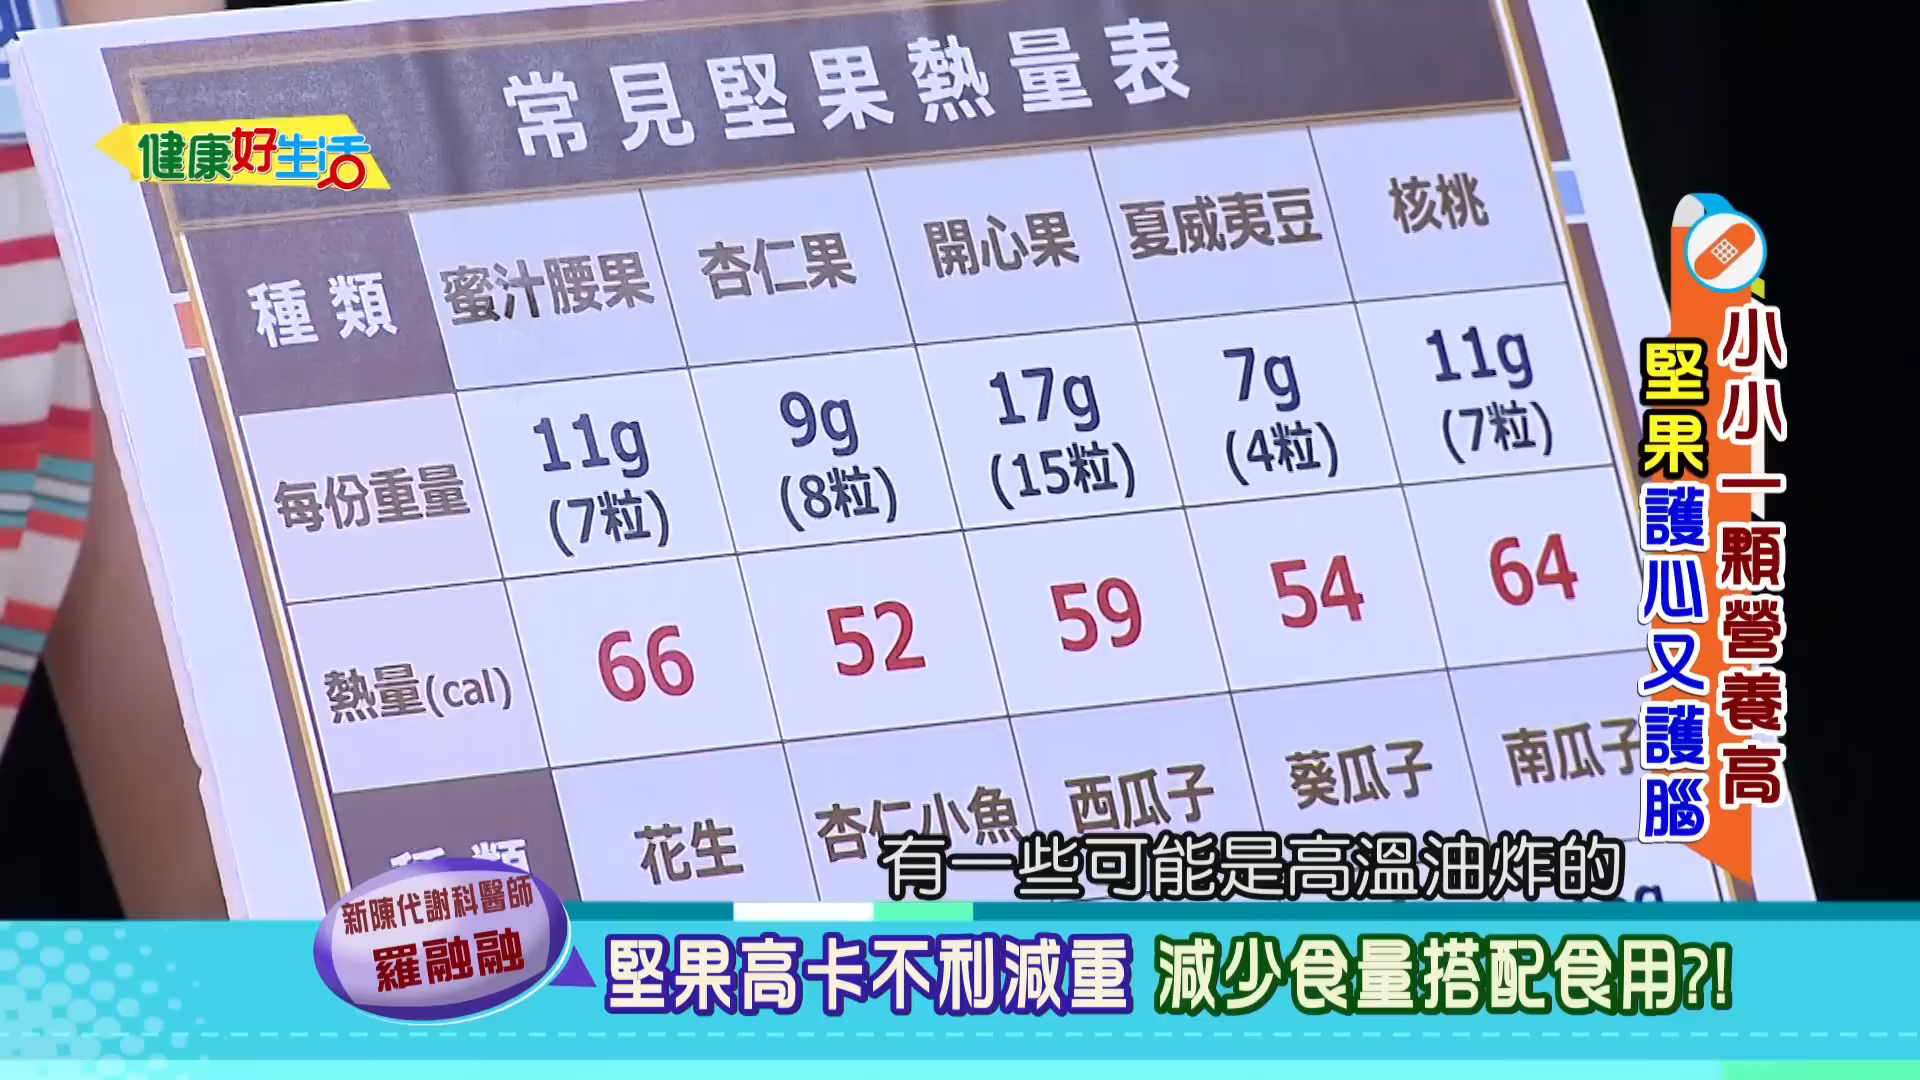 常見堅果熱量表
健康好生活
種類 蜜汁腰果 杏仁果 開心果 夏威夷豆 核桃
每份重量 11g (7粒) 9g (8粒) 17g (15粒) 7g (4粒) 11g (7粒)
熱量(cal) 66 52 59 54 64
種類 花生 杏仁小魚 西瓜子 葵瓜子 南瓜子
小小一顆營養高
堅果護心又護腦
有一些可能是高溫油炸的
新陳代謝科醫師
羅融融
堅果高卡不利減重 減少食量搭配食用?!